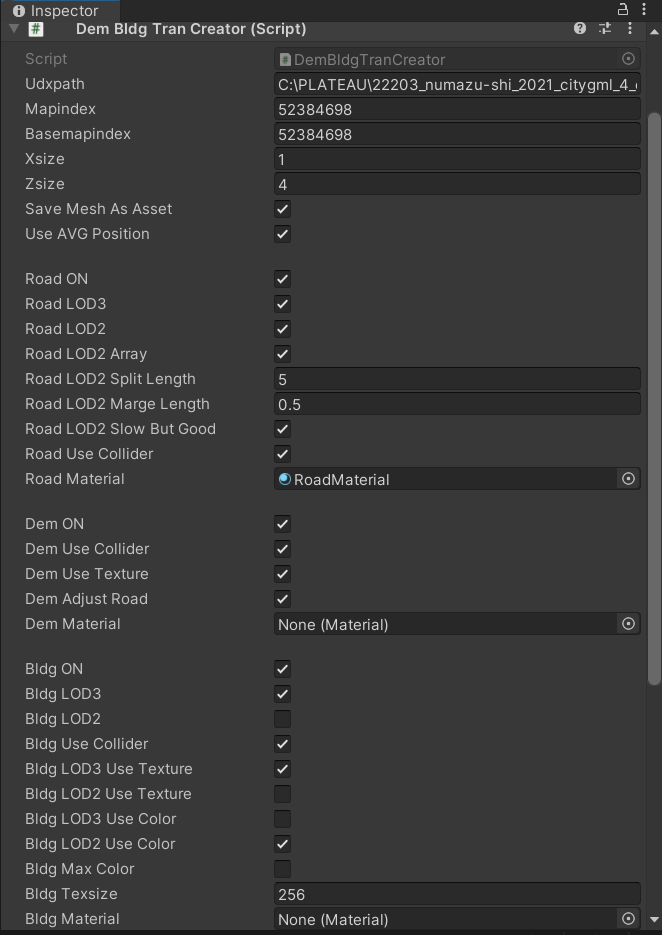 Inspector
# Dem Bldg Tran Creator (Script)
Script # DemBldgTranCreator
Udxpath C:\PLATEAU\22203_numazu-shi_2021_citygml_4_
Mapindex 52384698
Basemapindex 52384698
Xsize 1
Zsize 4
Save Mesh As Asset
Use AVG Position
Road ON
Road LOD3
Road LOD2
Road LOD2 Array
Road LOD2 Split Length 5
Road LOD2 Marge Length 0.5
Road LOD2 Slow But Good
Road Use Collider
Road Material RoadMaterial
Dem ON
Dem Use Collider
Dem Use Texture
Dem Adjust Road
Dem Material None (Material)
Bldg ON
Bldg LOD3
Bldg LOD2
Bldg Use Collider
Bldg LOD3 Use Texture
Bldg LOD2 Use Texture
Bldg LOD3 Use Color
Bldg LOD2 Use Color
Bldg Max Color
Bldg Texsize 256
Bldg Material None (Material)